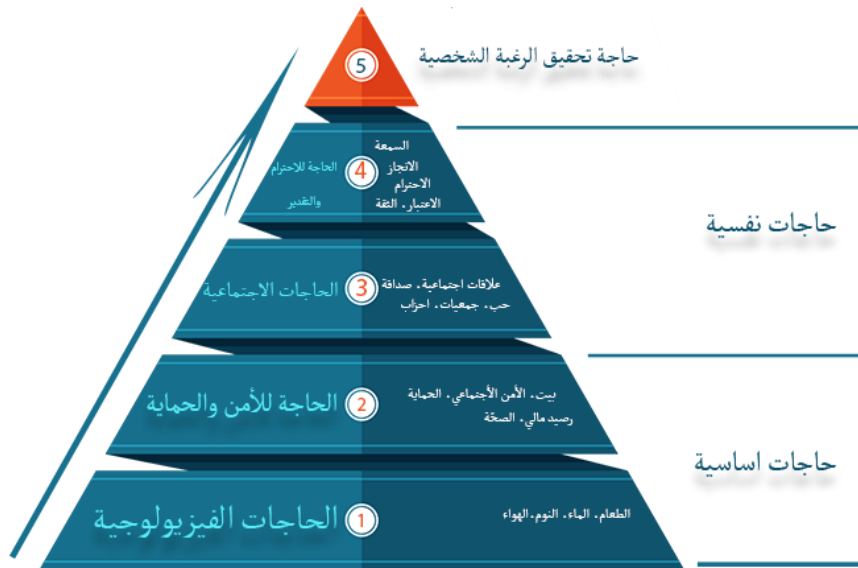 حاجة تحقيق الرغبة الشخصية
5
السمعة
الانجاز
الاحترام
الاعتبار . الثقة
4
الحاجة للاحترام
والتقدير
حاجات نفسية
علاقات اجتماعية . صداقة
حب . جمعيات . احزاب
3
الحاجات الاجتماعية
بيت . الأمن الأجتماعي . الحماية
رصيد مالي . الصحّة
2
الحاجة للأمن والحماية
حاجات اساسية
الطعام . الماء . النوم . الهواء
1
الحاجات الفيزيولوجية